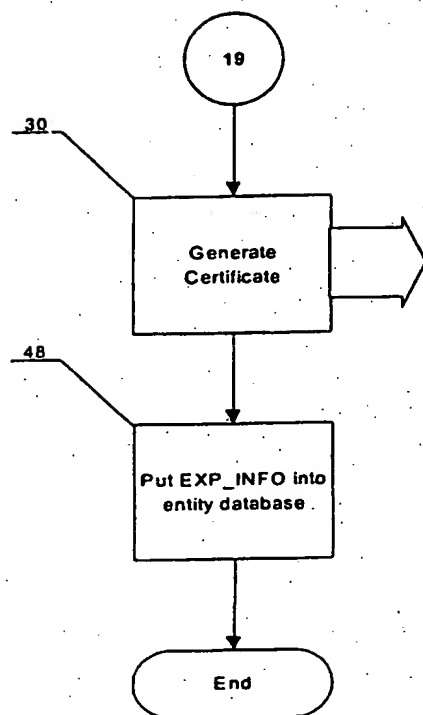 19
30
Generate
Certificate
48
Put EXP_INFO into
entity database
End